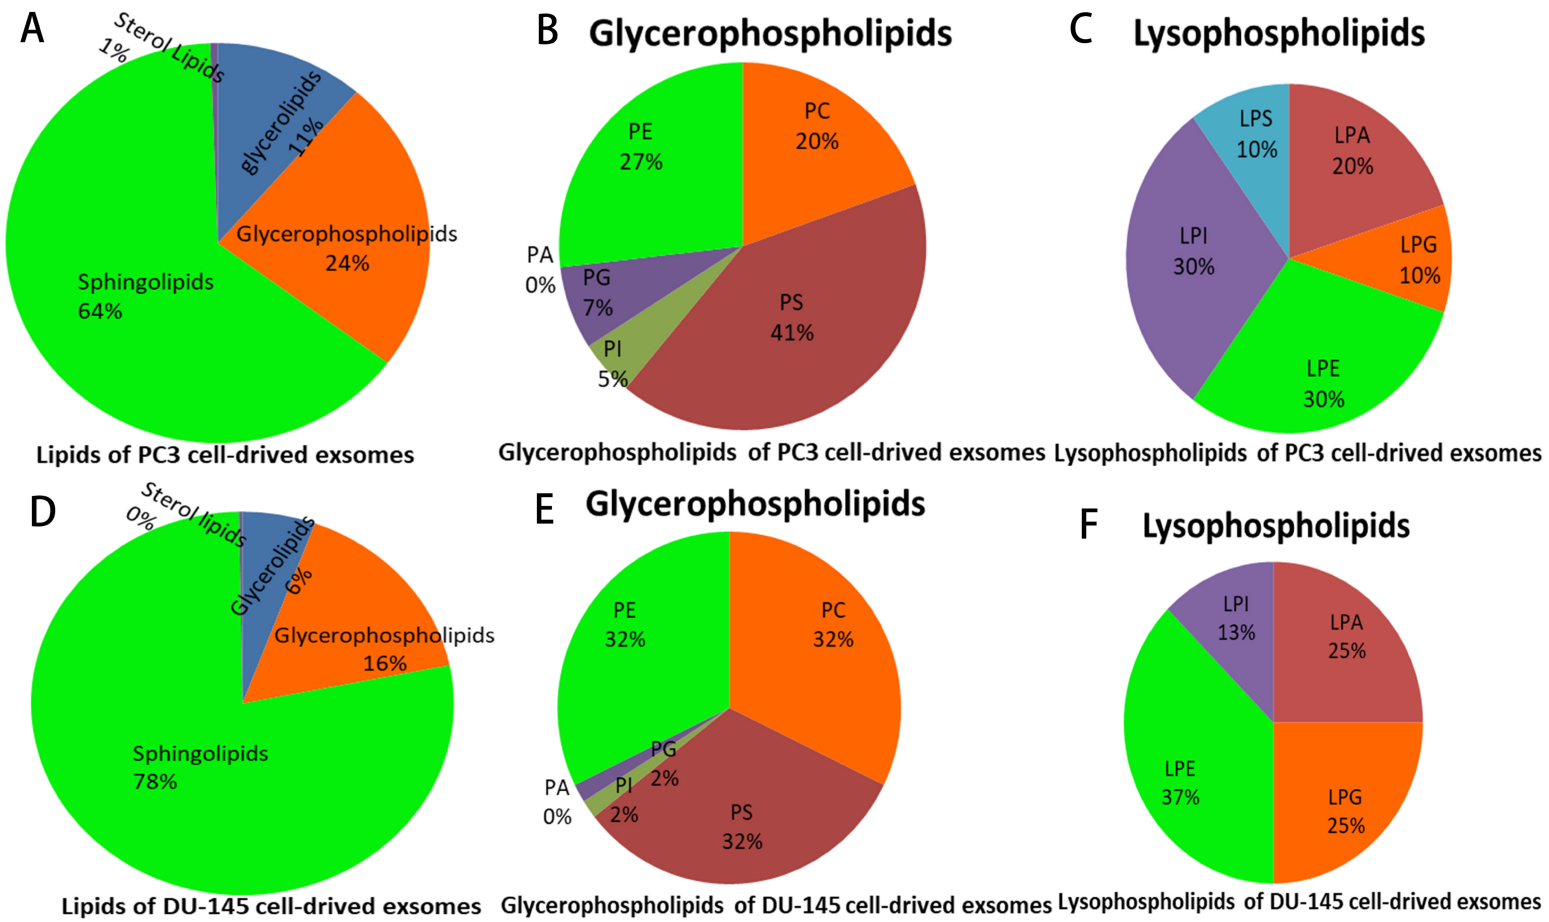 A
Sterol Lipids
1%
glycerolipids
11%
Glycerophospholipids
24%
Sphingolipids
64%
Lipids of PC3 cell-drived exsomes
B
Glycerophospholipids
PE
27%
PC
20%
PA
0%
PG
7%
PI
5%
PS
41%
Glycerophospholipids of PC3 cell-drived exsomes
C
Lysophospholipids
LPS
10%
LPA
20%
LPI
30%
LPG
10%
LPE
30%
Lysophospholipids of PC3 cell-drived exsomes
D
Sterol lipids
0%
Glycerolipids
6%
Glycerophospholipids
16%
Sphingolipids
78%
Lipids of DU-145 cell-drived exsomes
E
Glycerophospholipids
PE
32%
PC
32%
PG
2%
PA
0%
PI
2%
PS
32%
Glycerophospholipids of DU-145 cell-drived exsomes
F
Lysophospholipids
LPI
13%
LPA
25%
LPE
37%
LPG
25%
Lysophospholipids of DU-145 cell-drived exsomes